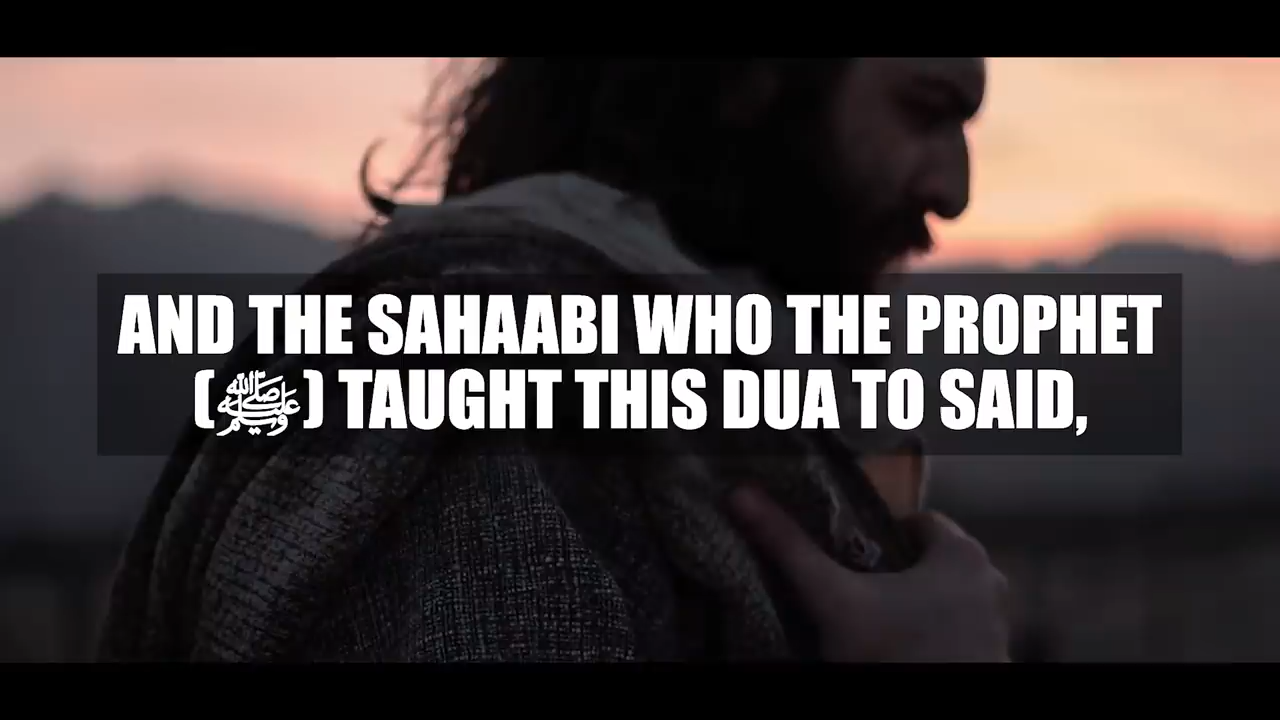 AND THE SAHAABI WHO THE PROPHET
(ﷺ) TAUGHT THIS DUA TO SAID,